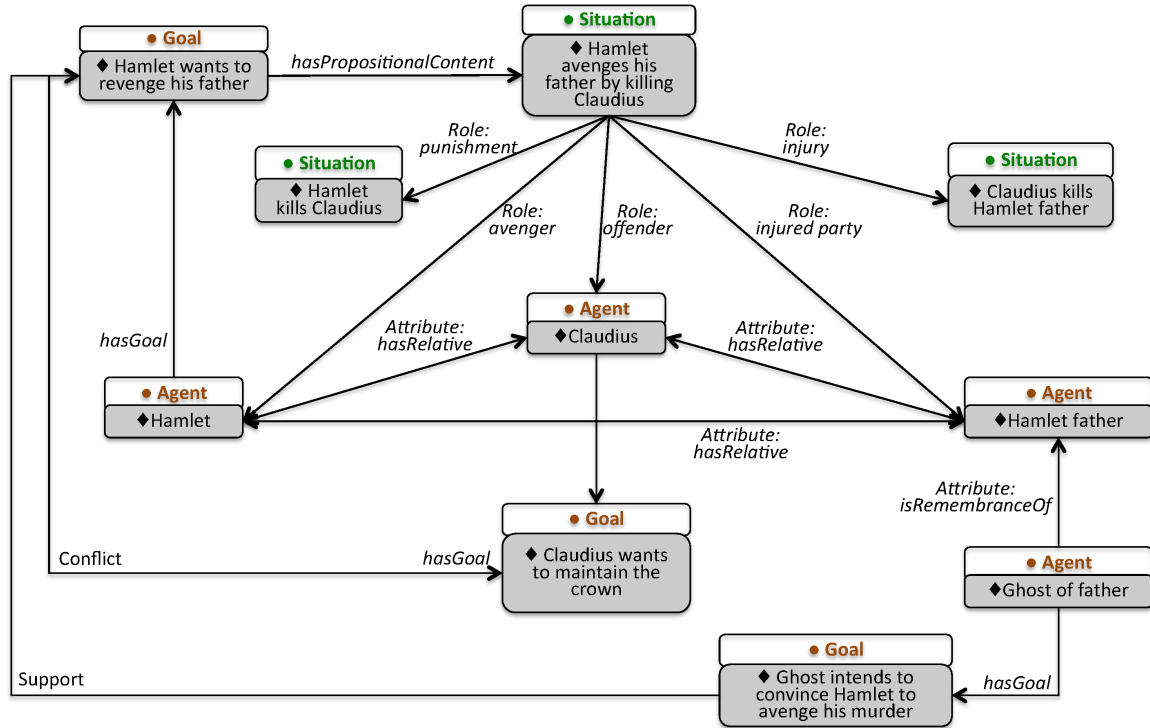 ● Goal
♦ Hamlet wants to
revenge his father
hasPropositionalContent
● Situation
♦ Hamlet
avenges his
father by killing
Claudius
Role:
punishment
Role:
injury
● Situation
♦ Hamlet
kills Claudius
● Situation
♦ Claudius kills
Hamlet father
Role:
avenger
Role:
offender
Role:
injured party
hasGoal
● Agent
♦Claudius
Attribute:
hasRelative
Attribute:
hasRelative
● Agent
♦Hamlet
● Agent
♦Hamlet father
Attribute:
hasRelative
Attribute:
isRemembranceOf
● Goal
♦ Claudius wants
to maintain the
crown
Conflict
hasGoal
● Agent
♦Ghost of father
● Goal
♦ Ghost intends to
convince Hamlet to
avenge his murder
Support
hasGoal